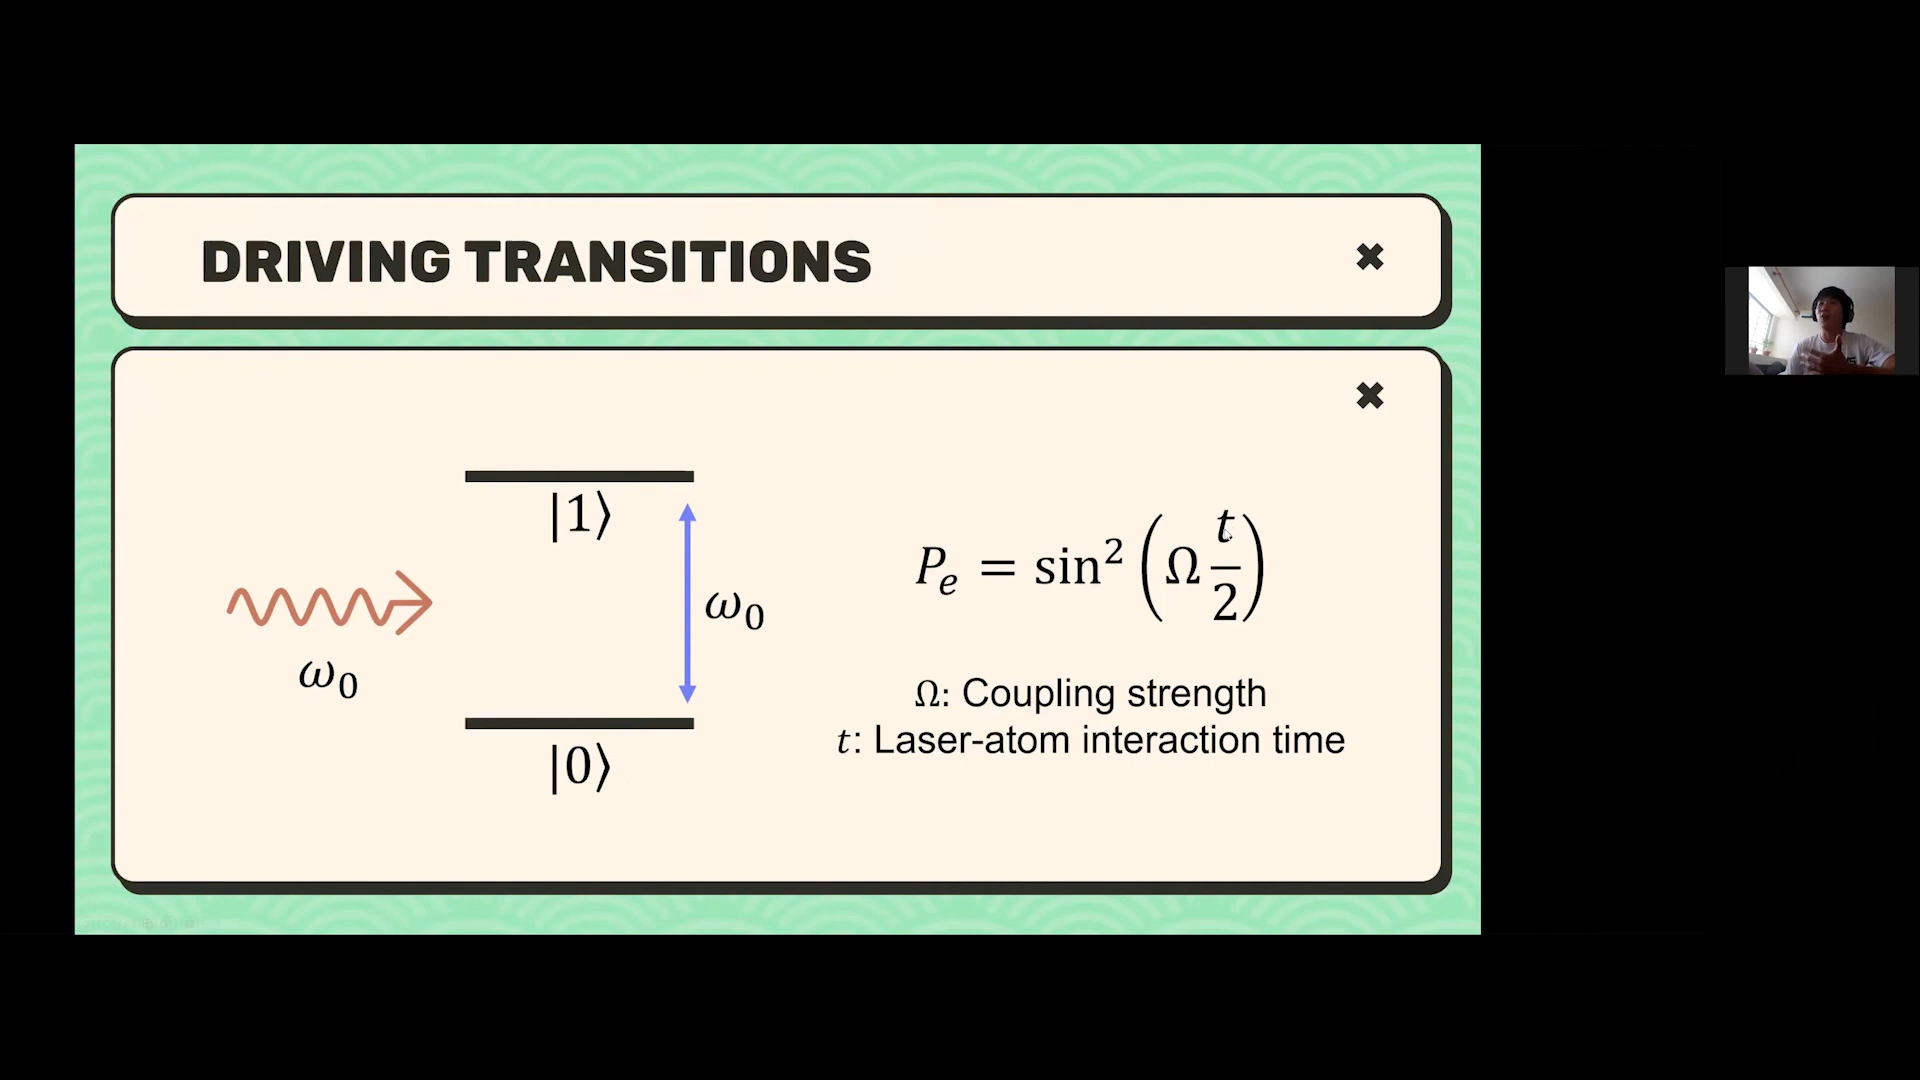 DRIVING TRANSITIONS
|1⟩
ω₀
ω₀
|0⟩
Pₑ = sin² (Ω t/2)
Ω: Coupling strength
t: Laser-atom interaction time